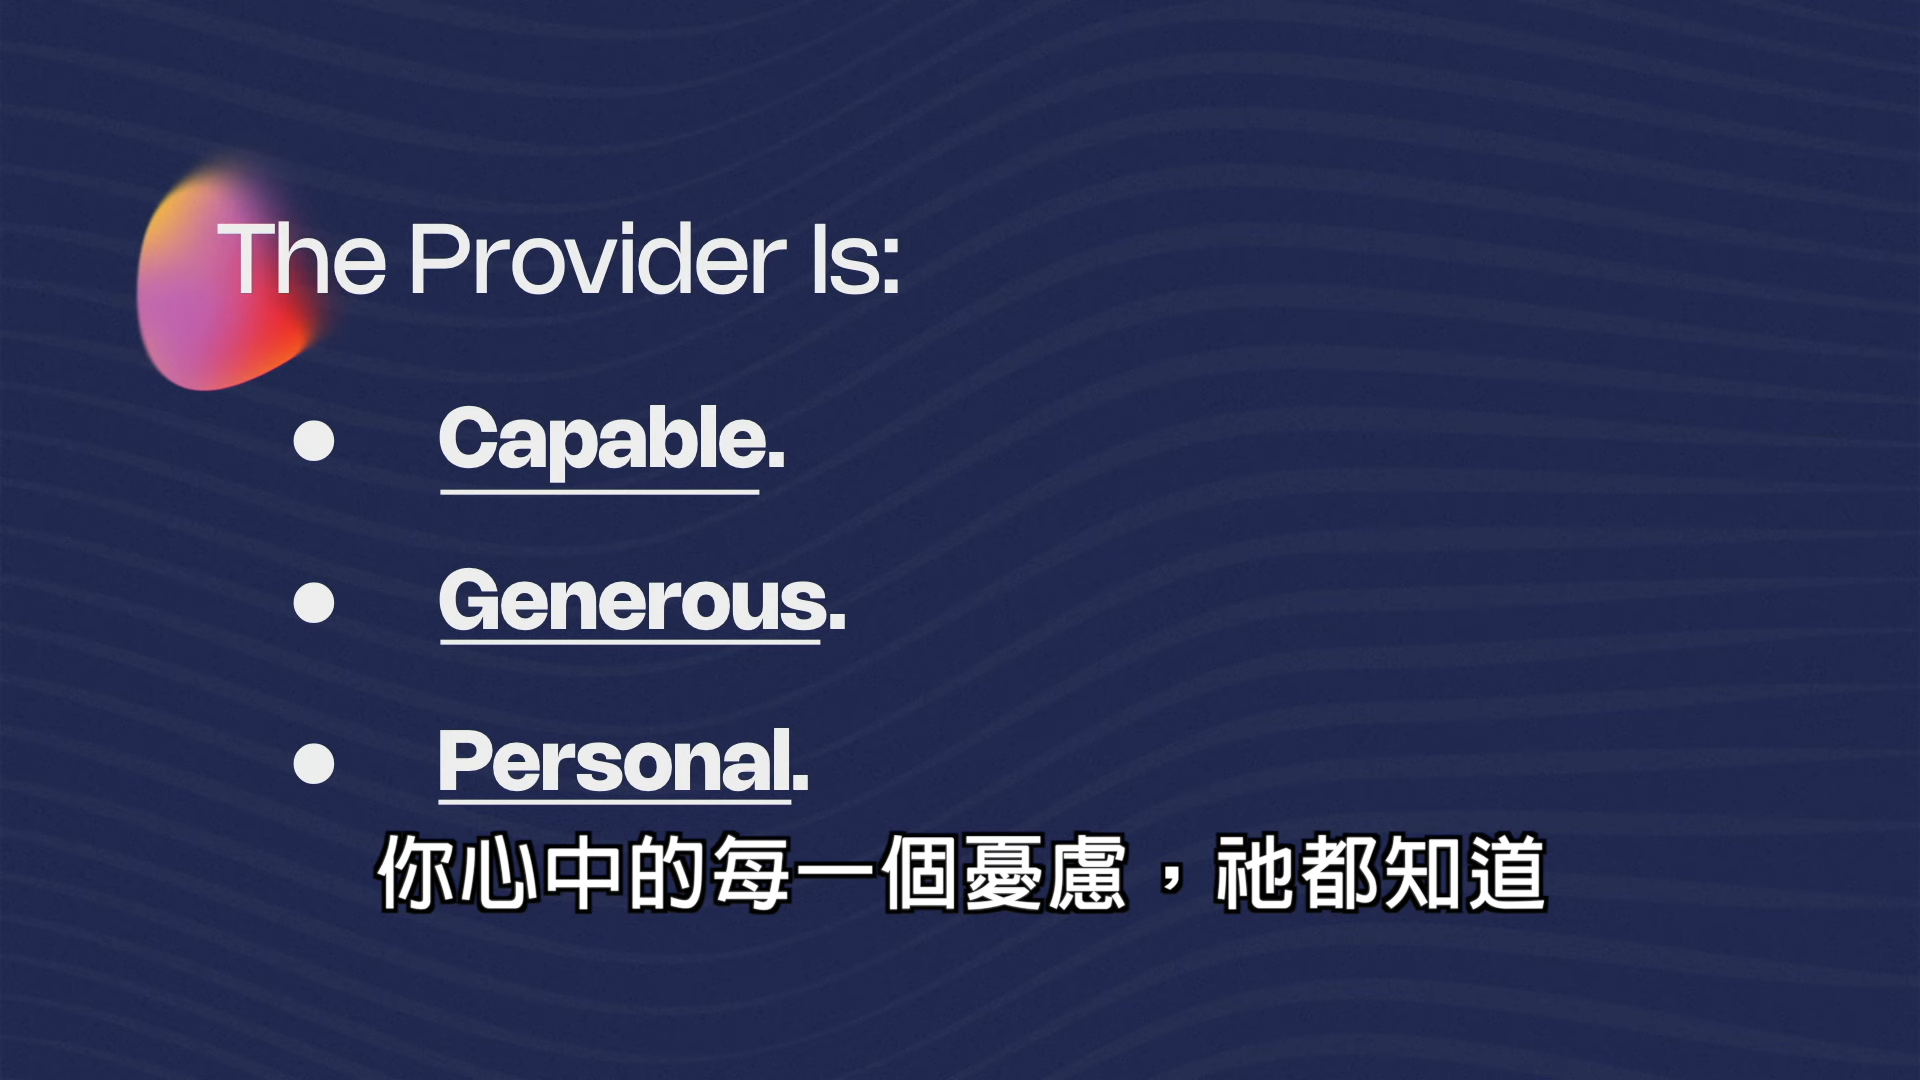 The Provider Is:
● Capable.
● Generous.
● Personal.
你心中的每一個憂慮，祂都知道